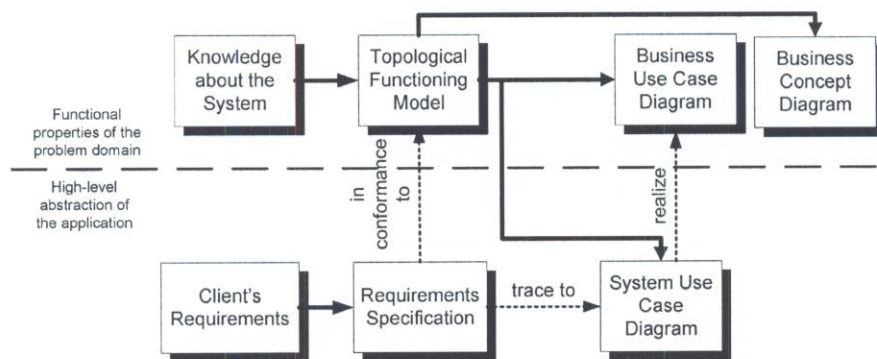 Knowledge
about the
System
Topological
Functioning
Model
Business
Use Case
Diagram
Business
Concept
Diagram
Functional
properties of the
problem domain
in
conformance
to
realize
High-level
abstraction of
the application
Client's
Requirements
Requirements
Specification
trace to
System Use
Case
Diagram